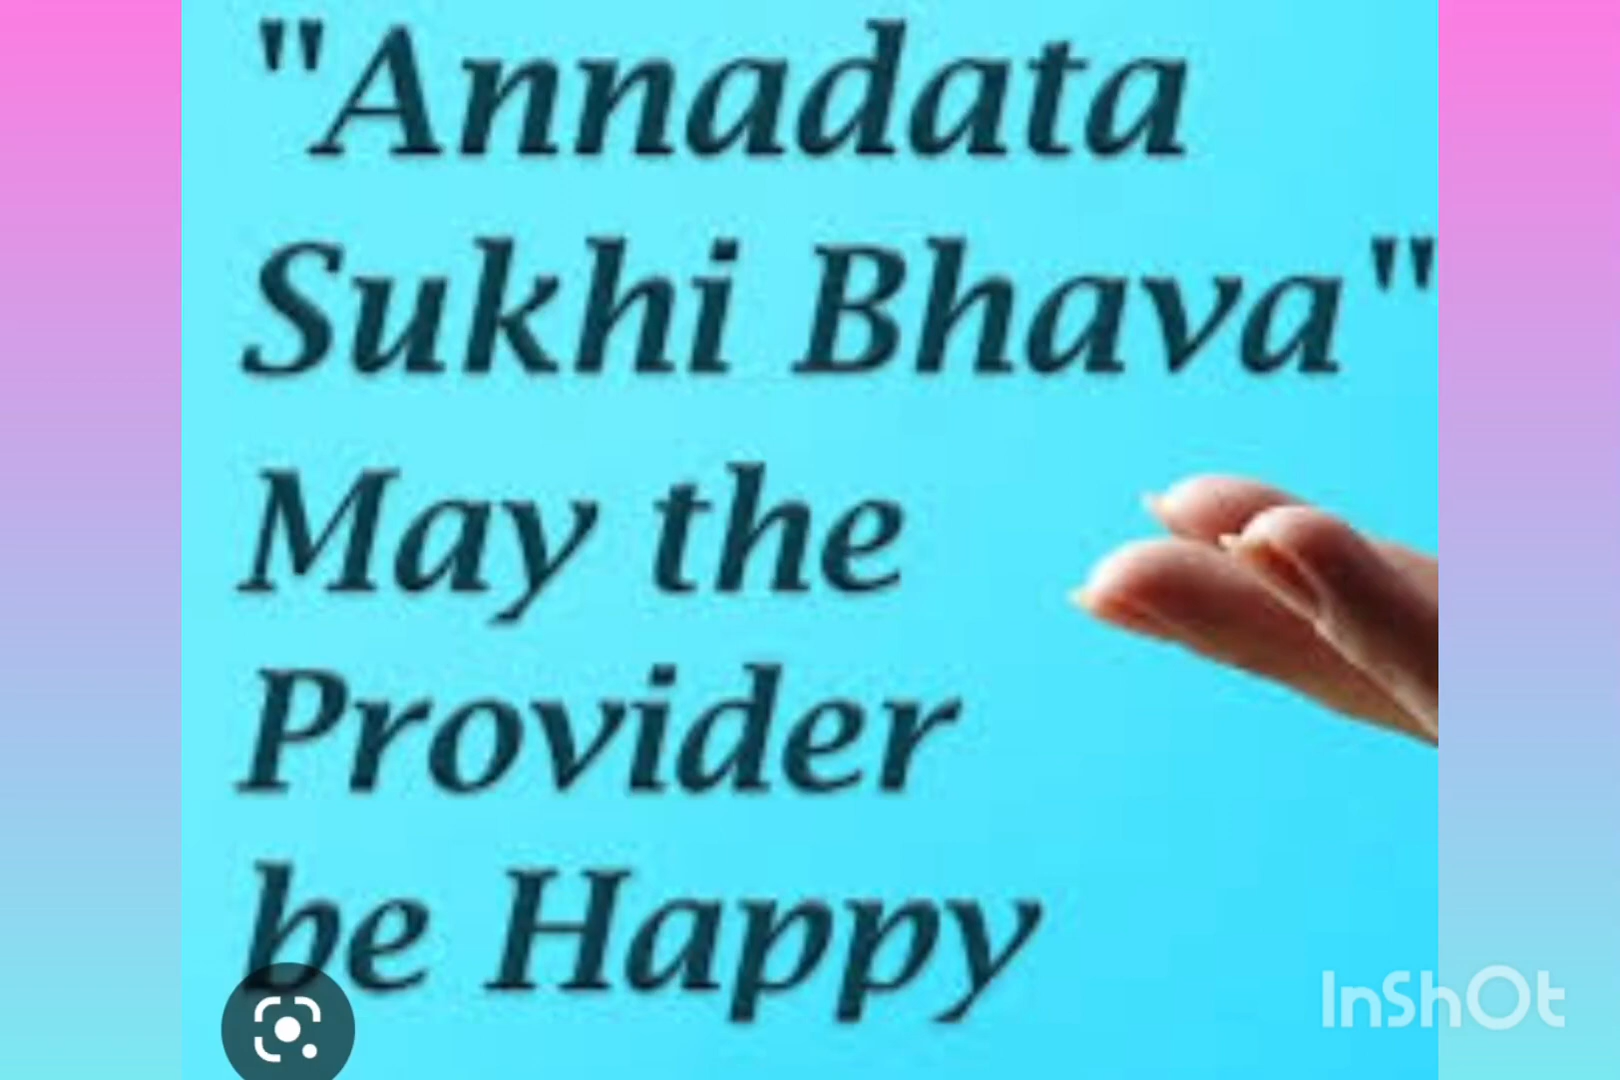 "Annadata
Sukhi Bhava"
May the
Provider
be Happy
InShOt